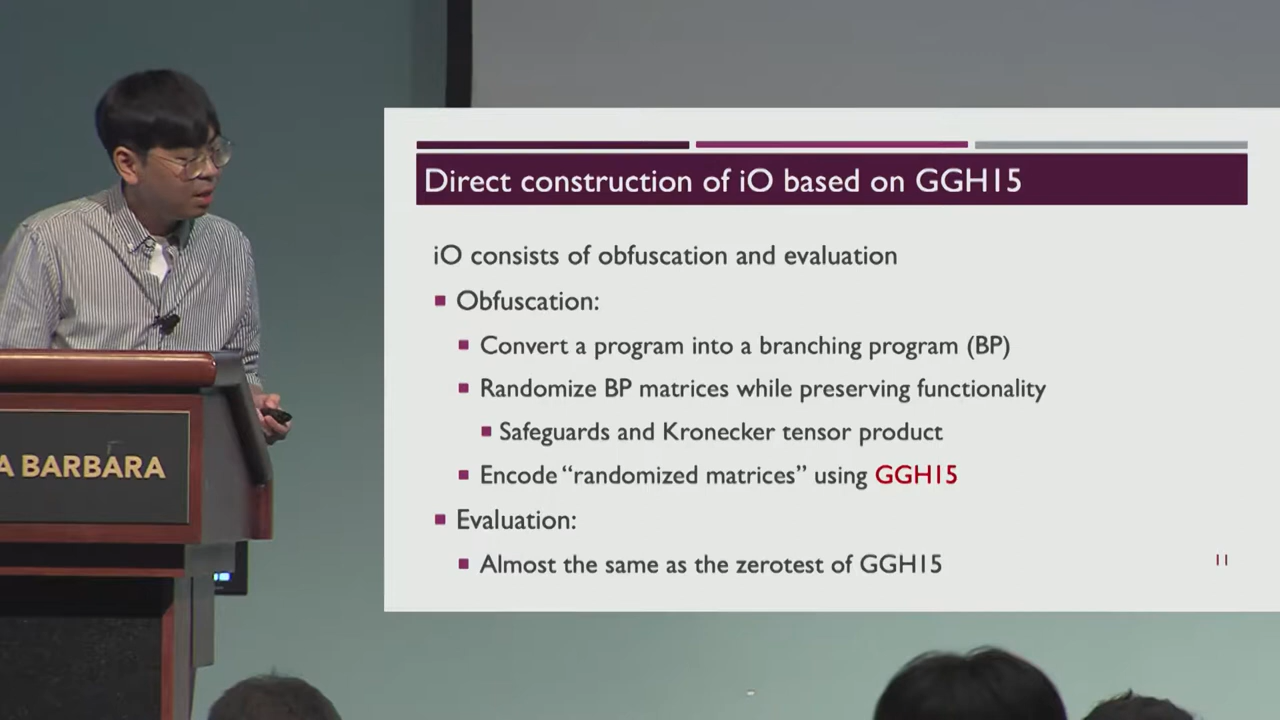 Direct construction of iO based on GGH15
iO consists of obfuscation and evaluation
Obfuscation:
Convert a program into a branching program (BP)
Randomize BP matrices while preserving functionality
Safeguards and Kronecker tensor product
Encode “randomized matrices” using GGH15
Evaluation:
Almost the same as the zerotest of GGH15
11
A BARBARA